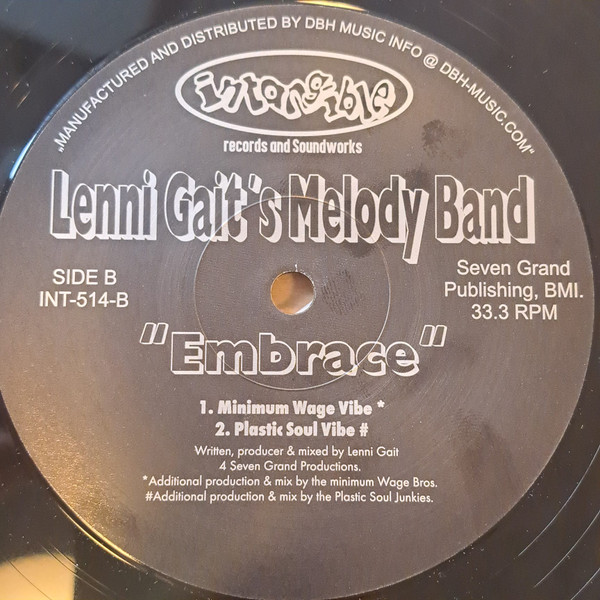 „MANUFACTURED AND DISTRIBUTED BY DBH MUSIC INFO @ DBH-MUSIC.COM“
intangible
records and Soundworks
Lenni Gait's Melody Band
SIDE B
INT-514-B
Seven Grand
Publishing, BMI.
33.3 RPM
"Embrace"
1. Minimum Wage Vibe *
2. Plastic Soul Vibe #
Written, producer & mixed by Lenni Gait
4 Seven Grand Productions.
*Additional production & mix by the minimum Wage Bros.
#Additional production & mix by the Plastic Soul Junkies.